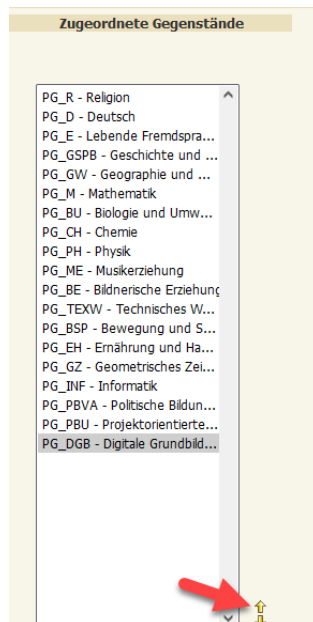 Zugeordnete Gegenstände
PG_R - Religion
PG_D - Deutsch
PG_E - Lebende Fremdspra...
PG_GSPB - Geschichte und ...
PG_GW - Geographie und ...
PG_M - Mathematik
PG_BU - Biologie und Umw...
PG_CH - Chemie
PG_PH - Physik
PG_ME - Musikerziehung
PG_BE - Bildnerische Erziehung
PG_TEXW - Technisches W...
PG_BSP - Bewegung und S...
PG_EH - Ernährung und Ha...
PG_GZ - Geometrisches Zei...
PG_INF - Informatik
PG_PBVA - Politische Bildun...
PG_PBU - Projektorientierte...
PG_DGB - Digitale Grundbild...